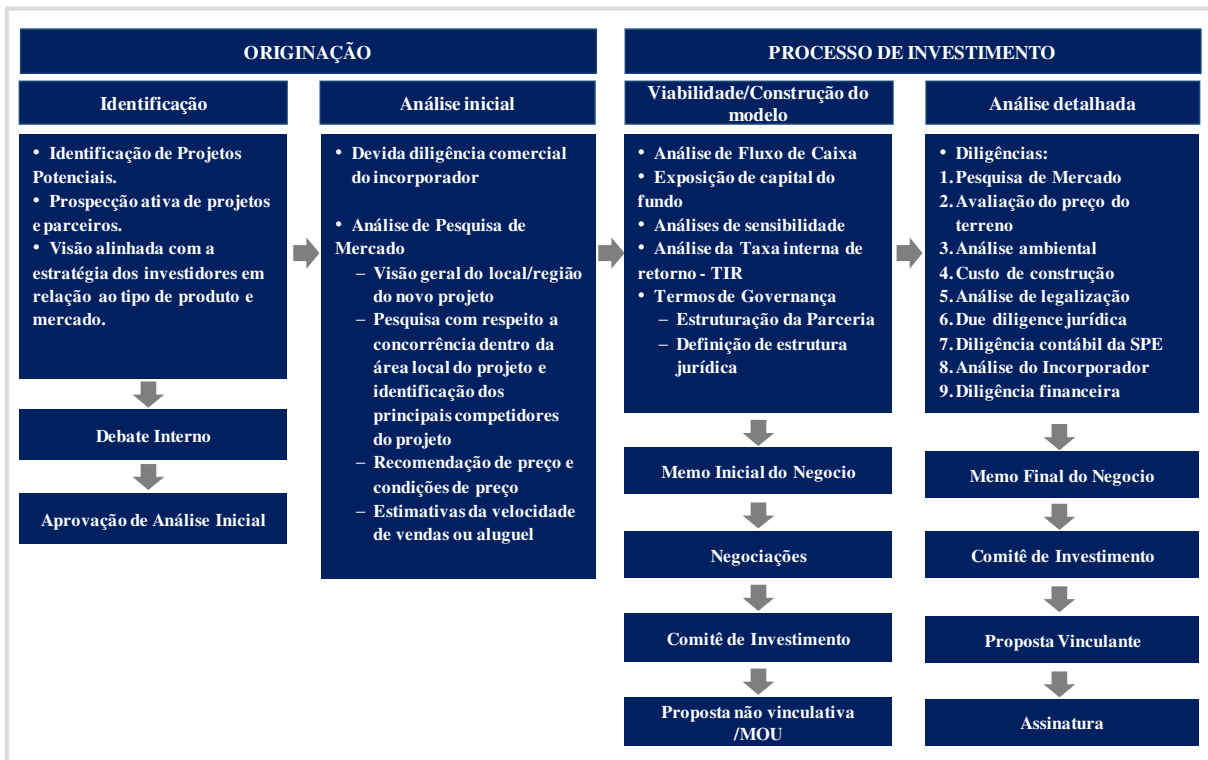 ORIGINAÇÃO
PROCESSO DE INVESTIMENTO
Identificação
• Identificação de Projetos
Potenciais.
• Prospecção ativa de projetos
e parceiros.
• Visão alinhada com a
estratégia dos investidores em
relação ao tipo de produto e
mercado.
Debate Interno
Aprovação de Análise Inicial
Análise inicial
• Devida diligência comercial
do incorporador
• Análise de Pesquisa de
Mercado
– Visão geral do local/região
do novo projeto
– Pesquisa com respeito a
concorrência dentro da
área local do projeto e
identificação dos
principais competidores
do projeto
– Recomendação de preço e
condições de preço
– Estimativas da velocidade
de vendas ou aluguel
Viabilidade/Construção do
modelo
• Análise de Fluxo de Caixa
• Exposição de capital do
fundo
• Análises de sensibilidade
• Análise da Taxa interna de
retorno - TIR
• Termos de Governança
– Estruturação da Parceria
– Definição de estrutura
jurídica
Memo Inicial do Negocio
Negociações
Comitê de Investimento
Proposta não vinculativa
/MOU
Análise detalhada
• Diligências:
1. Pesquisa de Mercado
2. Avaliação do preço do
terreno
3. Análise ambiental
4. Custo de construção
5. Análise de legalização
6. Due diligence jurídica
7. Diligência contábil da SPE
8. Análise do Incorporador
9. Diligência financeira
Memo Final do Negocio
Comitê de Investimento
Proposta Vinculante
Assinatura